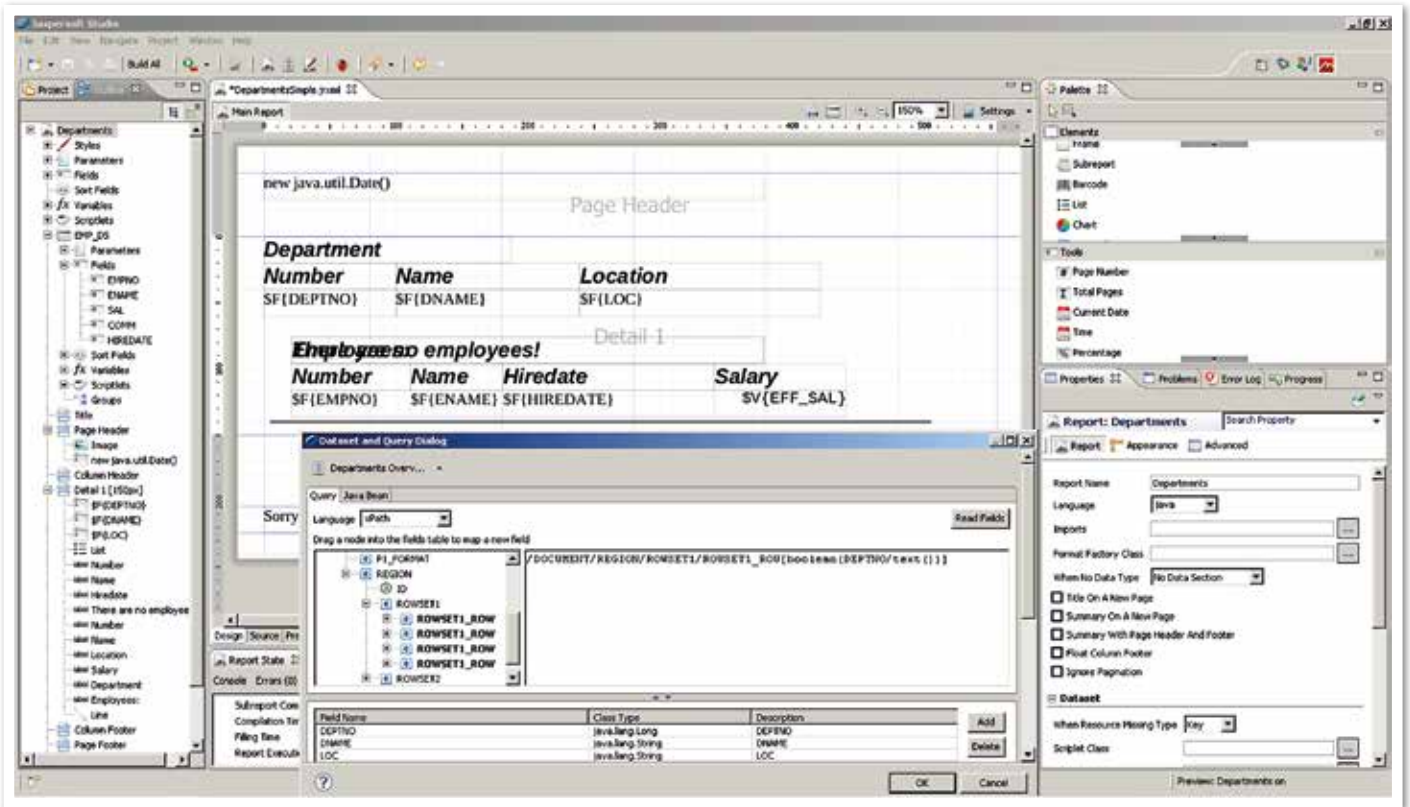 Jaspersoft Studio
File Edit View Navigate Project Window Help
Build All
Project
*DepartmentsSimple.jrxml
Main Report
150%
Settings
Departments
Styles
Parameters
Fields
Sort Fields
fx Variables
Scriptlets
EMP_DS
Parameters
Fields
EMPNO
ENAME
SAL
COMM
HIREDATE
Sort Fields
fx Variables
Scriptlets
Groups
Title
Page Header
Image
new java.util.Date()
Column Header
Detail 1 [150px]
$F{DEPTNO}
$F{DNAME}
$F{LOC}
List
Number
Name
Hiredate
There are no employee
Number
Name
Location
Salary
Department
Employees:
Line
Column Footer
Page Footer
new java.util.Date()
Page Header
Department
Number Name Location
$F{DEPTNO} $F{DNAME} $F{LOC}
Detail 1
no employees!
Number Name Hiredate Salary
$F{EMPNO} $F{ENAME} $F{HIREDATE} $V{EFF_SAL}
Sorry
Design Source Pre
Report State
Console Errors (0)
Subreport Com
Compilation Tim
Filling Time
Report Executi
Dataset and Query Dialog
Departments Overv...
Query Java Bean
Language xPath
Read Fields
Drag a node into the fields table to map a new field
P1_FORMAT
REGION
ID
ROWSET1
ROWSET1_ROW
ROWSET1_ROW
ROWSET1_ROW
ROWSET1_ROW
ROWSET2
/DOCUMENT/REGION/ROWSET1/ROWSET1_ROW[boolean(DEPTNO/text())]
Field Name Class Type Description
DEPTNO java.lang.Long DEPTNO
DNAME java.lang.String DNAME
LOC java.lang.String LOC
Add
Delete
OK Cancel
Palette
Elements
Frame
Subreport
Barcode
List
Chart
Tools
Page Number
Total Pages
Current Date
Time
Percentage
Properties Problems Error Log Progress
Report: Departments Search Property
Report Appearance Advanced
Report Name Departments
Language Java
Imports ...
Format Factory Class ...
When No Data Type No Data Section
Title On A New Page
Summary On A New Page
Summary With Page Header And Footer
Float Column Footer
Ignore Pagination
Dataset
When Resource Missing Type Key
Scriptlet Class ...
Preview: Departments on